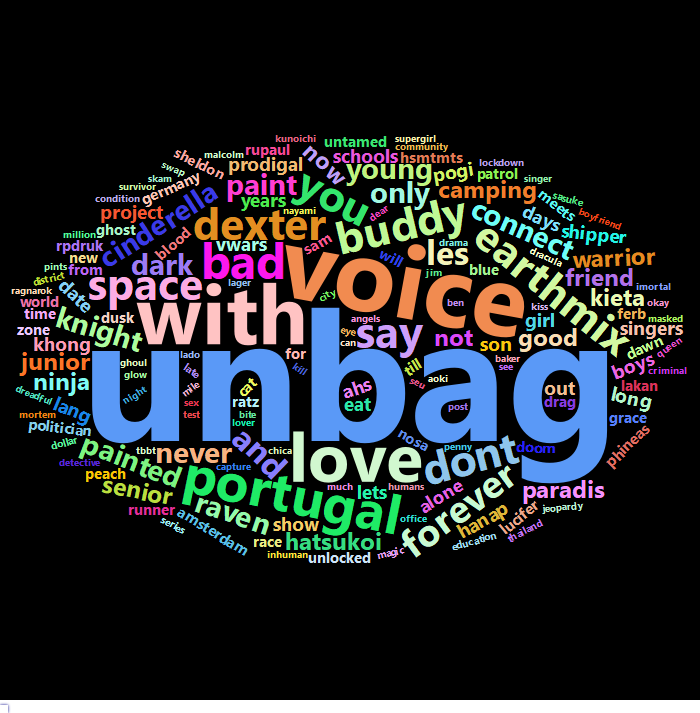 kunoichi
supergirl
malcolm
rupaul
untamed
community
sheldon
swap
prodigal
now
schools
hsmtmts
lockdown
skam
germany
paint
you
young
pogi
patrol
singer
survivor
condition
cinderella
years
only
camping
meets
sasuke
boyfriend
project
ghost
dexter
nayami
dear
buddy
connect
days
shipper
million
rpdruk
blood
vwars
sam
drama
dracula
masked
new
from
dark
bad
voice
will
les
earthmix
warrior
pints
district
space
lager
city
jim
blue
friend
imortal
ragnarok
world
with
ben
kiss
kieta
okay
time
dusk
angels
say
not
girl
ferb
zone
knight
eye
can
son
good
singers
khong
lado
for
till
baker
see
dawn
queen
junior
ghoul
late
kill
seu
boys
criminal
ninja
glow
mile
cat
ahs
aoki
out
lakan
dreadful
night
sex
ratz
eat
post
drag
long
mortem
lang
test
bite
unbag
grace
politician
lover
nosa
penny
doom
phineas
dollar
tbbt
never
and
chica
love
dont
detective
peach
painted
capture
much
humans
paradis
senior
portugal
lets
alone
forever
lucifer
jeopardy
runner
raven
show
office
hanap
thailand
series
amsterdam
race
hatsukoi
magic
education
inhuman
unlocked